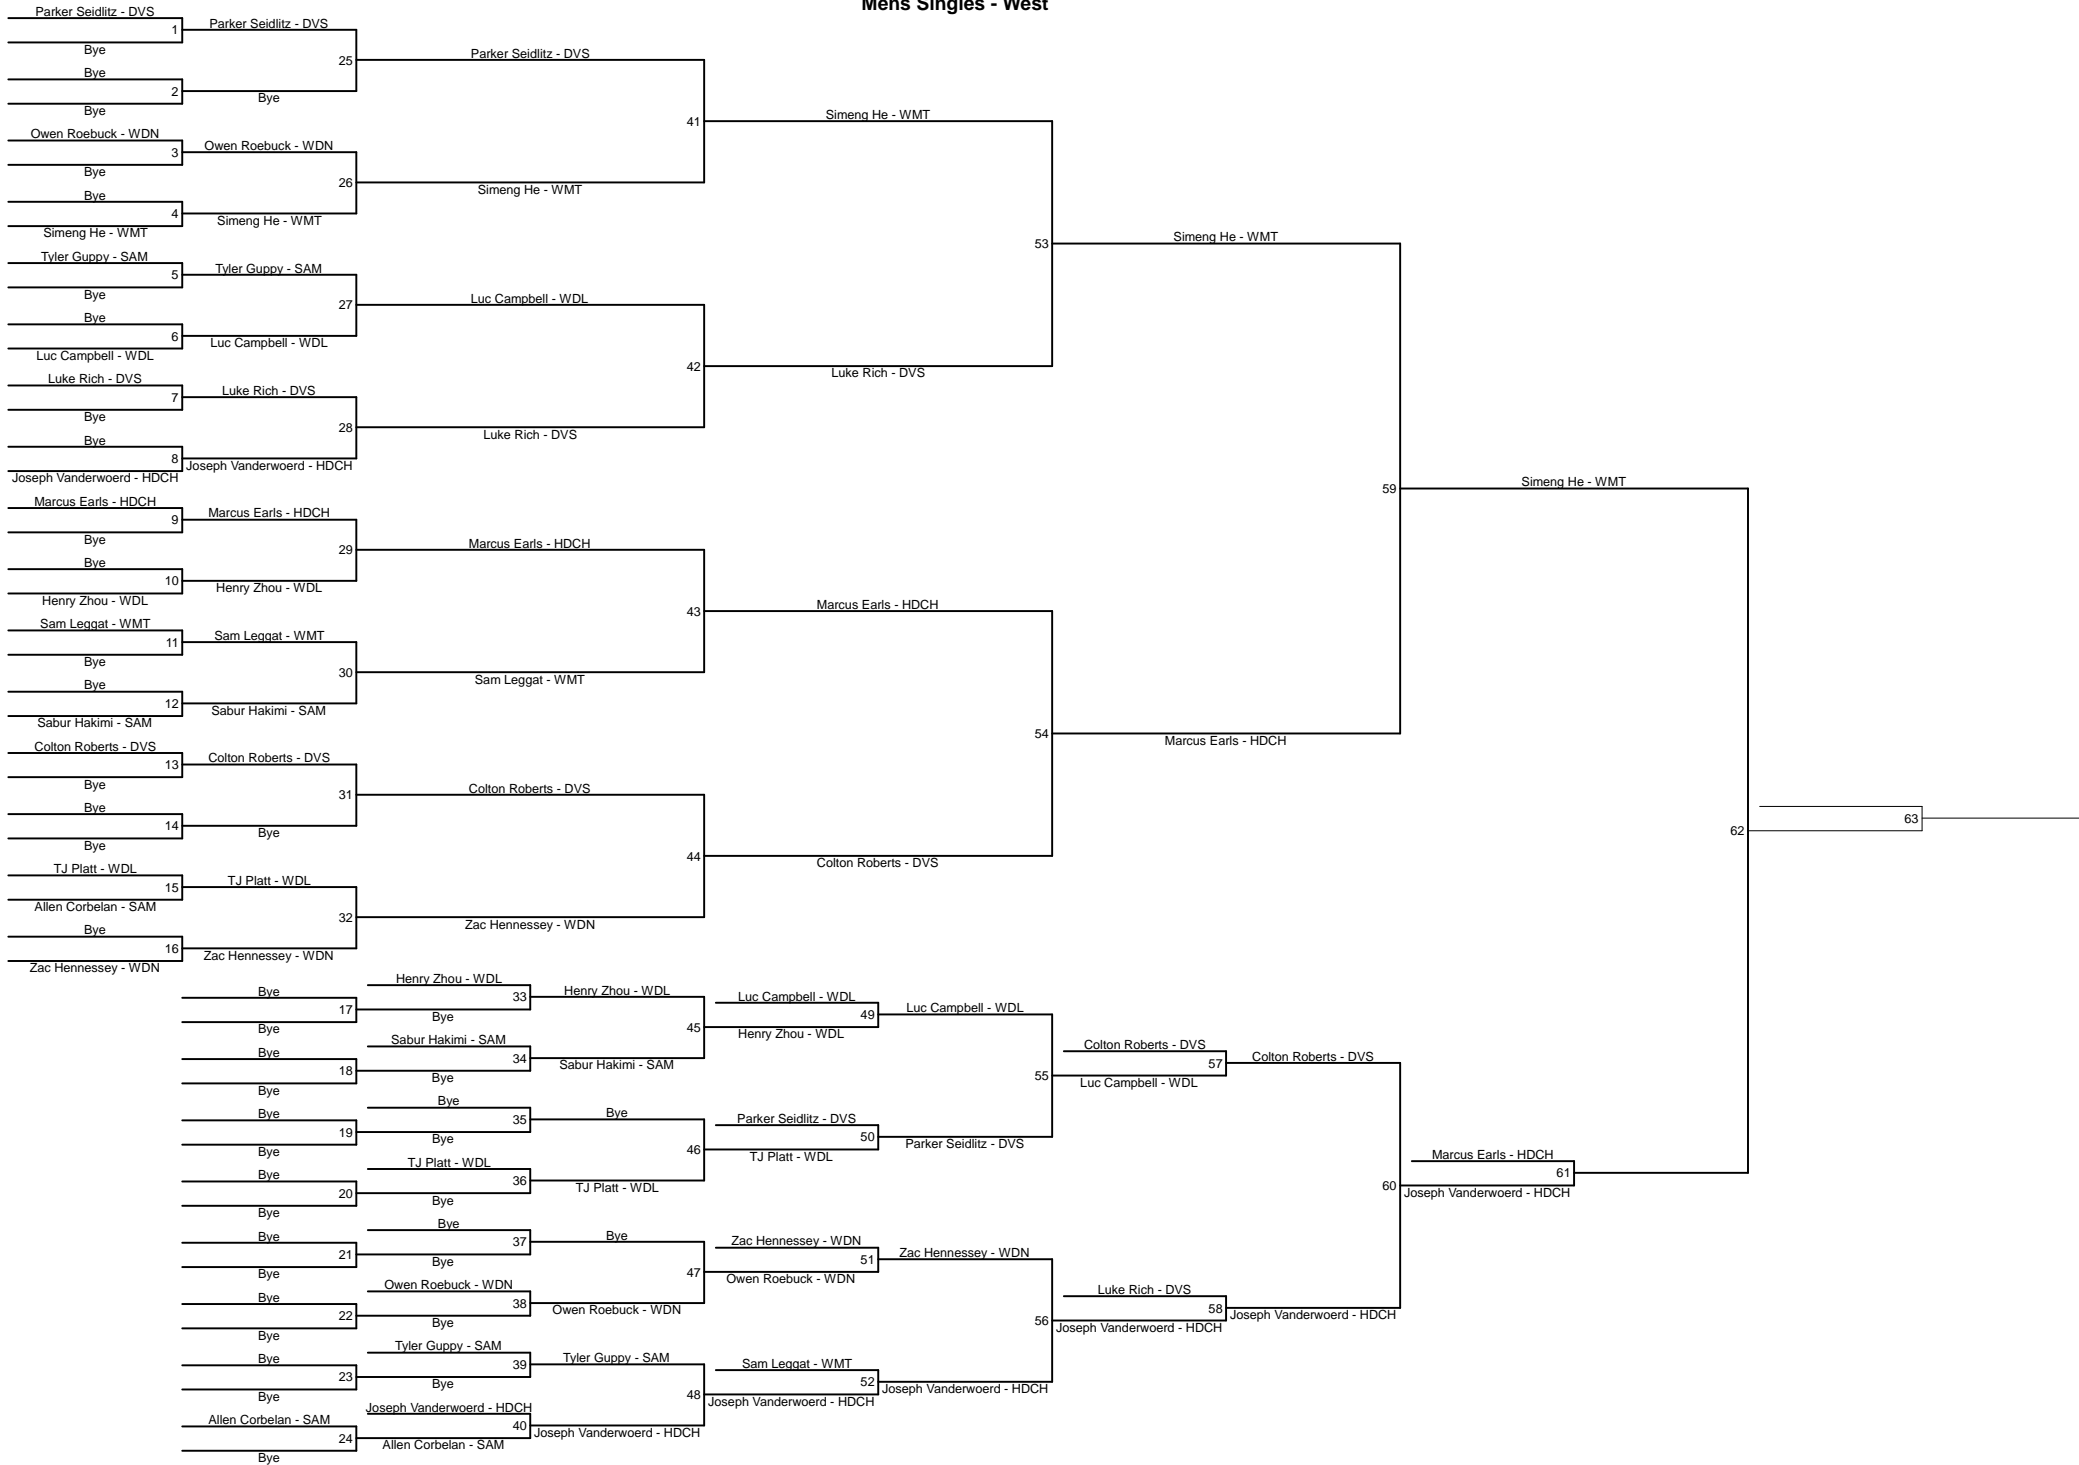 Mens Singles - West
Parker Seidlitz - DVS
1
Bye
Parker Seidlitz - DVS
25
Bye
2
Bye
Bye
Parker Seidlitz - DVS
41
Owen Roebuck - WDN
3
Bye
Owen Roebuck - WDN
26
Bye
4
Simeng He - WMT
Simeng He - WMT
Simeng He - WMT
Simeng He - WMT
53
Tyler Guppy - SAM
5
Bye
Tyler Guppy - SAM
27
Bye
6
Luc Campbell - WDL
Luc Campbell - WDL
Luc Campbell - WDL
42
Luke Rich - DVS
7
Bye
Luke Rich - DVS
28
Bye
8
Joseph Vanderwoerd - HDCH
Joseph Vanderwoerd - HDCH
Luke Rich - DVS
Luke Rich - DVS
Simeng He - WMT
59
Marcus Earls - HDCH
9
Bye
Marcus Earls - HDCH
29
Bye
10
Henry Zhou - WDL
Henry Zhou - WDL
Marcus Earls - HDCH
43
Sam Leggat - WMT
11
Bye
Sam Leggat - WMT
30
Bye
12
Sabur Hakimi - SAM
Sabur Hakimi - SAM
Sam Leggat - WMT
Marcus Earls - HDCH
54
Colton Roberts - DVS
13
Bye
Colton Roberts - DVS
31
Bye
14
Bye
Bye
Colton Roberts - DVS
44
TJ Platt - WDL
15
Allen Corbelan - SAM
TJ Platt - WDL
32
Bye
16
Zac Hennessey - WDN
Zac Hennessey - WDN
Zac Hennessey - WDN
Colton Roberts - DVS
Marcus Earls - HDCH
Simeng He - WMT
62
63
Bye
17
Bye
Henry Zhou - WDL
33
Bye
Henry Zhou - WDL
45
Bye
18
Bye
Sabur Hakimi - SAM
34
Bye
Sabur Hakimi - SAM
Luc Campbell - WDL
49
Henry Zhou - WDL
Luc Campbell - WDL
55
Bye
19
Bye
Bye
35
Bye
Bye
46
Bye
20
Bye
TJ Platt - WDL
36
Bye
TJ Platt - WDL
Parker Seidlitz - DVS
50
TJ Platt - WDL
Parker Seidlitz - DVS
Colton Roberts - DVS
57
Luc Campbell - WDL
Colton Roberts - DVS
60
Bye
21
Bye
Bye
37
Bye
Bye
47
Bye
22
Bye
Owen Roebuck - WDN
38
Bye
Owen Roebuck - WDN
Zac Hennessey - WDN
51
Owen Roebuck - WDN
Zac Hennessey - WDN
56
Bye
23
Bye
Tyler Guppy - SAM
39
Bye
Tyler Guppy - SAM
48
Allen Corbelan - SAM
24
Bye
Joseph Vanderwoerd - HDCH
40
Allen Corbelan - SAM
Joseph Vanderwoerd - HDCH
Sam Leggat - WMT
52
Joseph Vanderwoerd - HDCH
Joseph Vanderwoerd - HDCH
Luke Rich - DVS
58
Joseph Vanderwoerd - HDCH
Joseph Vanderwoerd - HDCH
Marcus Earls - HDCH
61
Joseph Vanderwoerd - HDCH